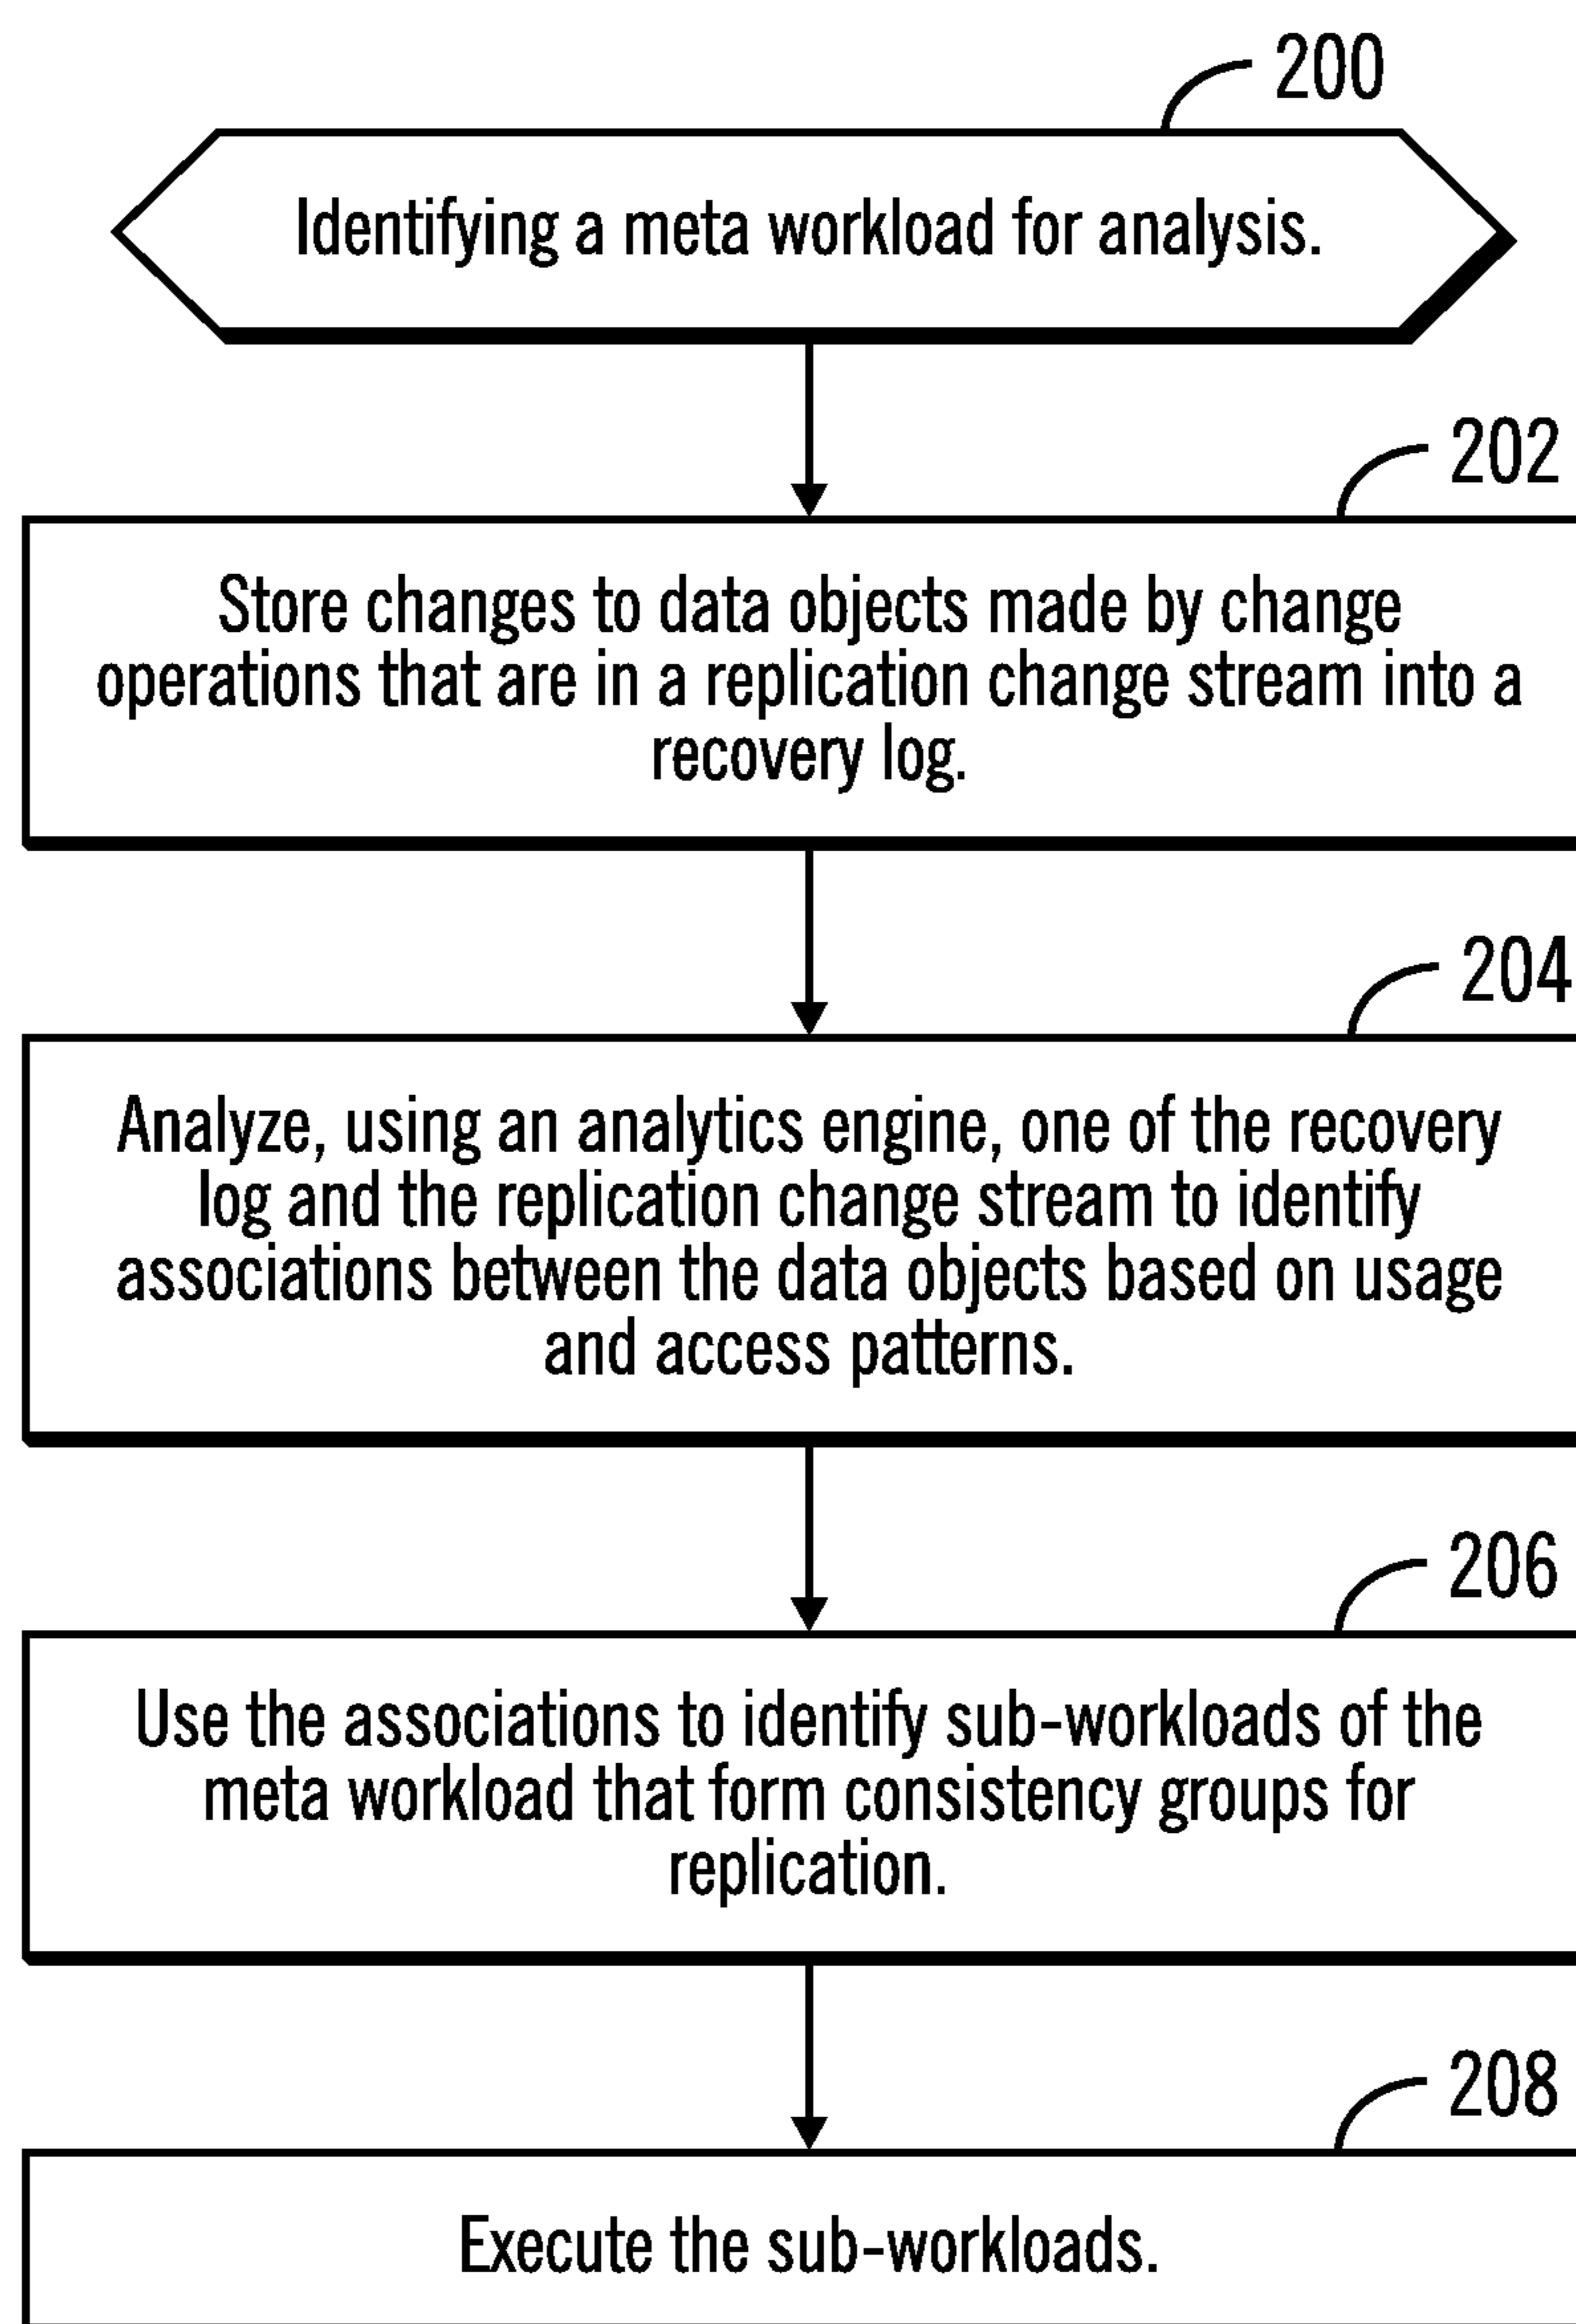 200
Identifying a meta workload for analysis.
202
Store changes to data objects made by change
operations that are in a replication change stream into a
recovery log.
204
Analyze, using an analytics engine, one of the recovery
log and the replication change stream to identify
associations between the data objects based on usage
and access patterns.
206
Use the associations to identify sub-workloads of the
meta workload that form consistency groups for
replication.
208
Execute the sub-workloads.